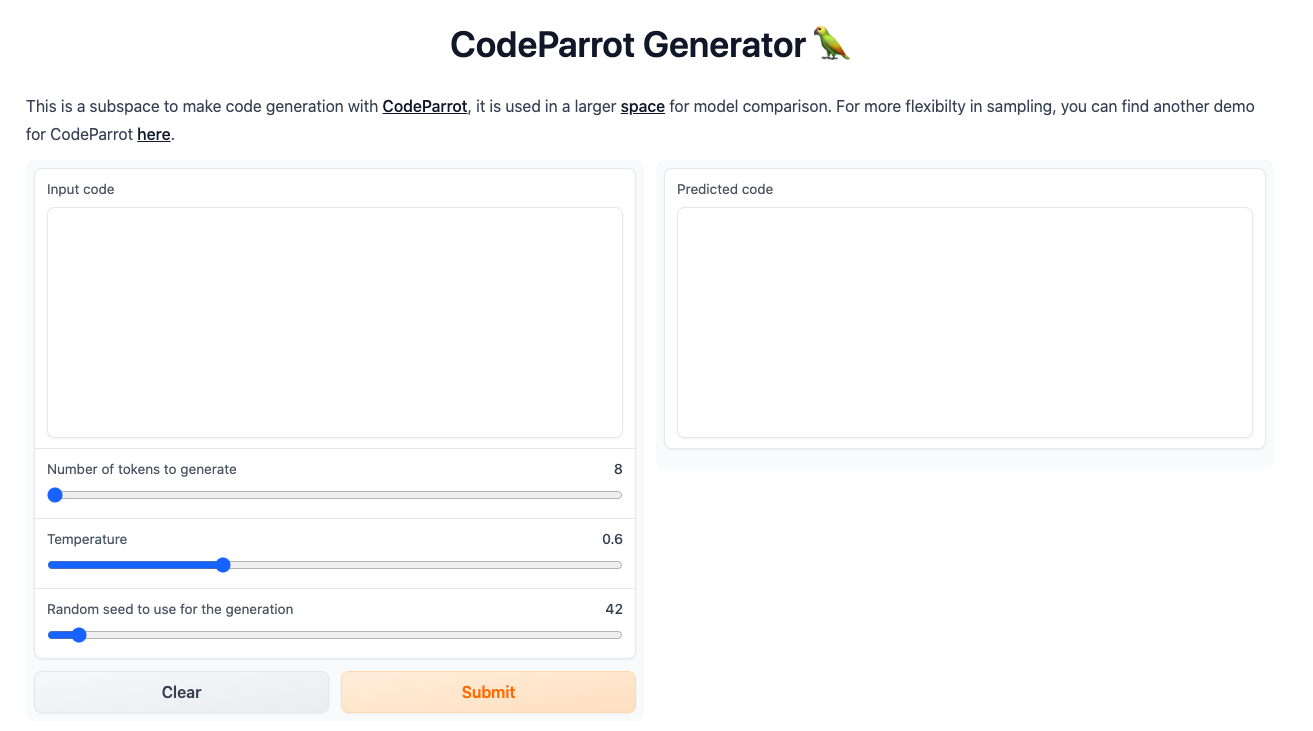 CodeParrot Generator 🦜
This is a subspace to make code generation with CodeParrot, it is used in a larger space for model comparison. For more flexibilty in sampling, you can find another demo
for CodeParrot here.
Input code
Predicted code
Number of tokens to generate 8
Temperature 0.6
Random seed to use for the generation 42
Clear
Submit